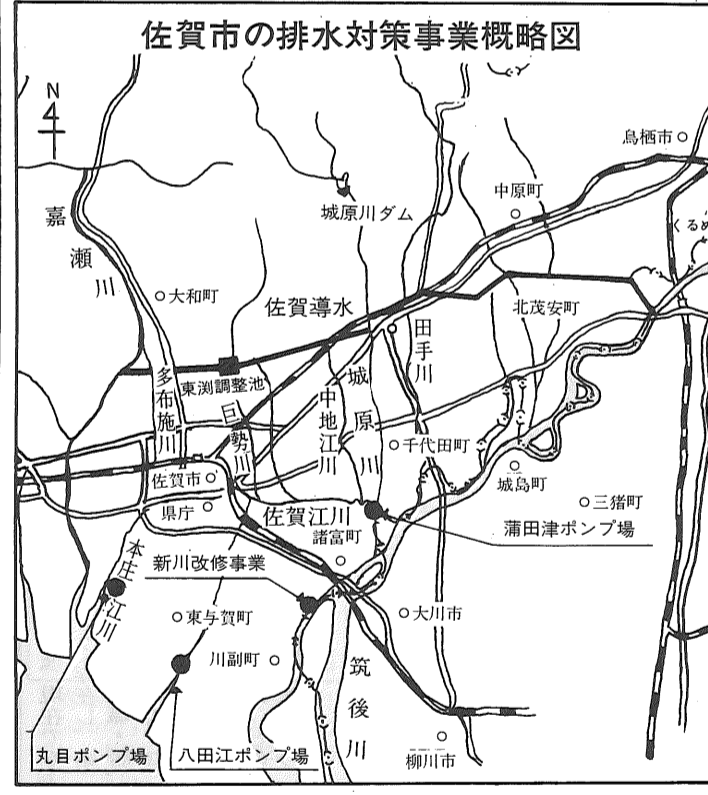 佐賀市の排水対策事業概略図
N
鳥栖市
中原町
くるめ
城原川ダム
嘉瀬川
大和町
佐賀導水
北茂安町
田手川
東渕調整池
多布施川
巨勢川
中地江川
城原川
千代田町
城島町
佐賀市
三猪町
県庁
佐賀江川
蒲田津ポンプ場
諸富町
新川改修事業
本庄江川
東与賀町
大川市
川副町
筑後川
丸目ポンプ場
八田江ポンプ場
柳川市